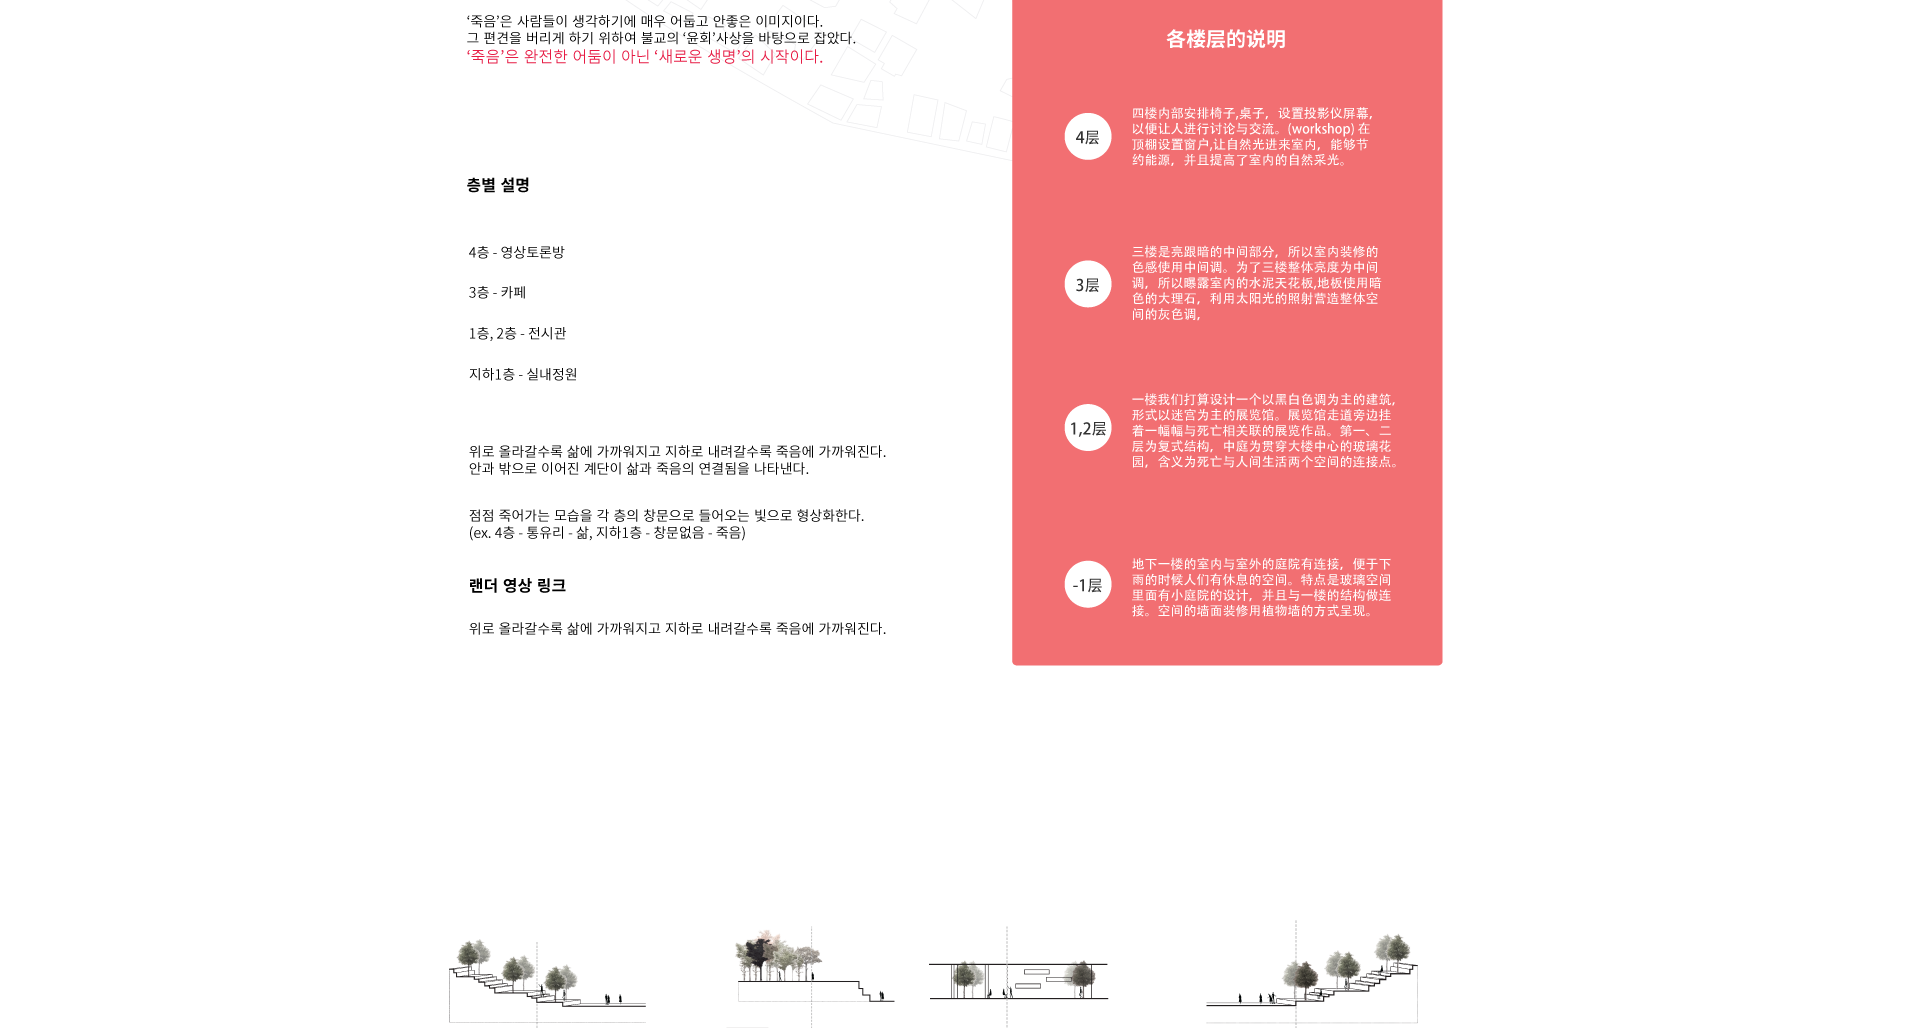 ‘죽음’은 사람들이 생각하기에 매우 어둡고 안좋은 이미지이다.
그 편견을 버리게 하기 위하여 불교의 ‘윤회’사상을 바탕으로 잡았다.
‘죽음’은 완전한 어둠이 아닌 ‘새로운 생명’의 시작이다.
층별 설명
4층 - 영상토론방
3층 - 카페
1층, 2층 - 전시관
지하1층 - 실내정원
위로 올라갈수록 삶에 가까워지고 지하로 내려갈수록 죽음에 가까워진다.
안과 밖으로 이어진 계단이 삶과 죽음의 연결됨을 나타낸다.
점점 죽어가는 모습을 각 층의 창문으로 들어오는 빛으로 형상화한다.
(ex. 4층 - 통유리 - 삶, 지하1층 - 창문없음 - 죽음)
랜더 영상 링크
위로 올라갈수록 삶에 가까워지고 지하로 내려갈수록 죽음에 가까워진다.
各楼层的说明
4层
四楼内部安排椅子,桌子，设置投影仪屏幕,
以便让人进行讨论与交流。(workshop) 在
顶棚设置窗户,让自然光进来室内，能够节
约能源，并且提高了室内的自然采光。
3层
三楼是亮跟暗的中间部分，所以室内装修的
色感使用中间调。为了三楼整体亮度为中间
调，所以曝露室内的水泥天花板,地板使用暗
色的大理石，利用太阳光的照射营造整体空
间的灰色调,
1,2层
一楼我们打算设计一个以黑白色调为主的建筑,
形式以迷宫为主的展览馆。展览馆走道旁边挂
着一幅幅与死亡相关联的展览作品。第一、二
层为复式结构，中庭为贯穿大楼中心的玻璃花
园，含义为死亡与人间生活两个空间的连接点。
-1层
地下一楼的室内与室外的庭院有连接，便于下
雨的时候人们有休息的空间。特点是玻璃空间
里面有小庭院的设计，并且与一楼的结构做连
接。空间的墙面装修用植物墙的方式呈现。